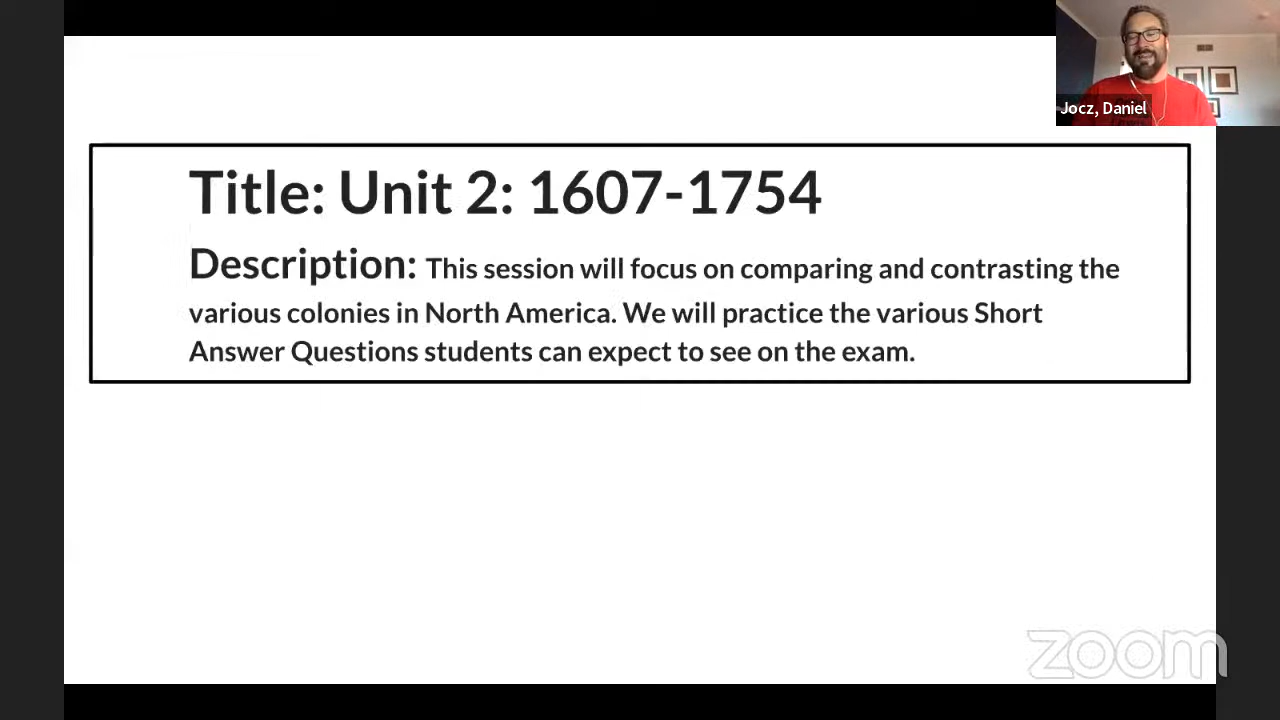 Jocz, Daniel
Title: Unit 2: 1607-1754
Description: This session will focus on comparing and contrasting the
various colonies in North America. We will practice the various Short
Answer Questions students can expect to see on the exam.
zoom